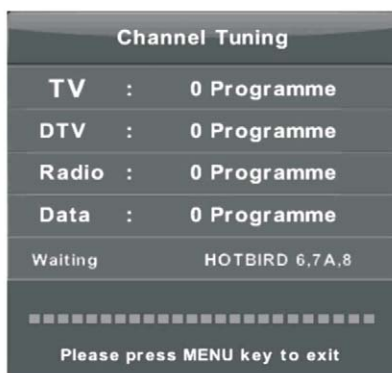 Channel Tuning
TV : 0 Programme
DTV : 0 Programme
Radio : 0 Programme
Data : 0 Programme
Waiting HOTBIRD 6,7A,8
Please press MENU key to exit